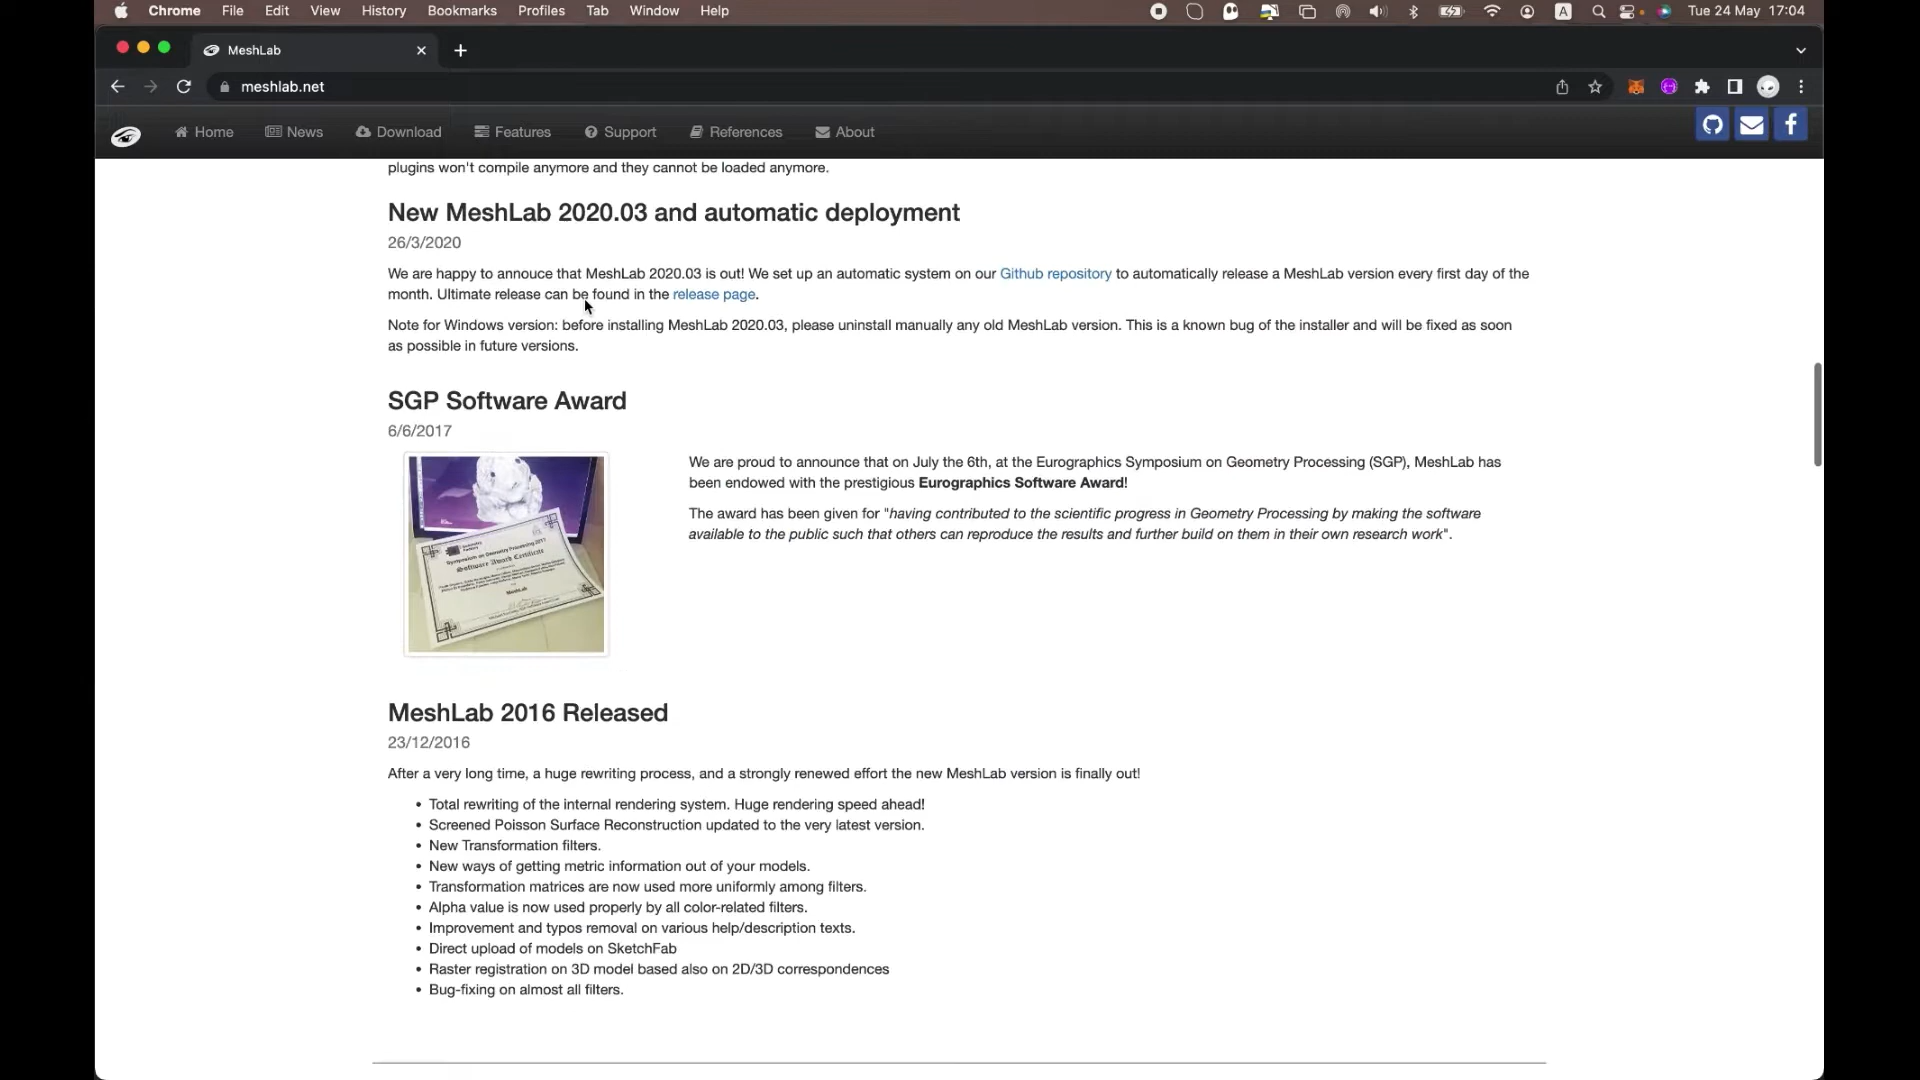 Chrome File Edit View History Bookmarks Profiles Tab Window Help A Tue 24 May 17:04
MeshLab
meshlab.net
Home News Download Features Support References About
plugins won't compile anymore and they cannot be loaded anymore.
New MeshLab 2020.03 and automatic deployment
26/3/2020
We are happy to annouce that MeshLab 2020.03 is out! We set up an automatic system on our Github repository to automatically release a MeshLab version every first day of the
month. Ultimate release can be found in the release page.
Note for Windows version: before installing MeshLab 2020.03, please uninstall manually any old MeshLab version. This is a known bug of the installer and will be fixed as soon
as possible in future versions.
SGP Software Award
6/6/2017
We are proud to announce that on July the 6th, at the Eurographics Symposium on Geometry Processing (SGP), MeshLab has
been endowed with the prestigious Eurographics Software Award!
The award has been given for "having contributed to the scientific progress in Geometry Processing by making the software
available to the public such that others can reproduce the results and further build on them in their own research work".
Symposium on Geometry Processing 2017
Software Award Certificate
MeshLab
MeshLab 2016 Released
23/12/2016
After a very long time, a huge rewriting process, and a strongly renewed effort the new MeshLab version is finally out!
• Total rewriting of the internal rendering system. Huge rendering speed ahead!
• Screened Poisson Surface Reconstruction updated to the very latest version.
• New Transformation filters.
• New ways of getting metric information out of your models.
• Transformation matrices are now used more uniformly among filters.
• Alpha value is now used properly by all color-related filters.
• Improvement and typos removal on various help/description texts.
• Direct upload of models on SketchFab
• Raster registration on 3D model based also on 2D/3D correspondences
• Bug-fixing on almost all filters.